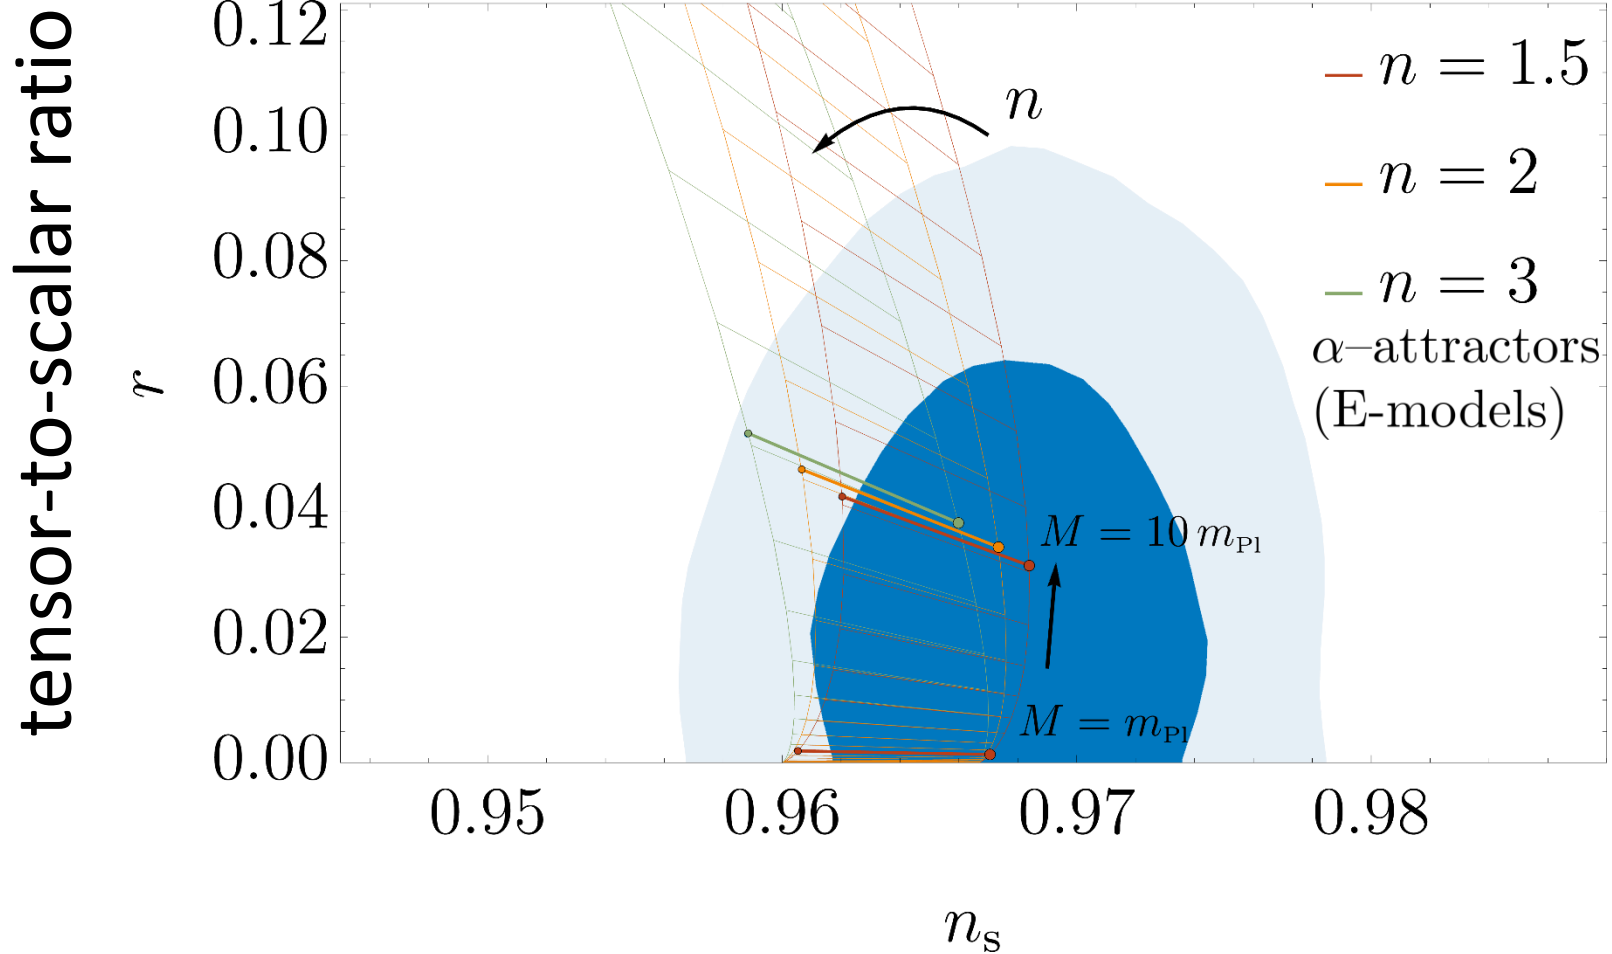 tensor-to-scalar ratio
r
0.12
0.10
0.08
0.06
0.04
0.02
0.00
n
n = 1.5
n = 2
n = 3
α–attractors
(E-models)
M = 10 m_Pl
M = m_Pl
0.95 0.96 0.97 0.98
n_s